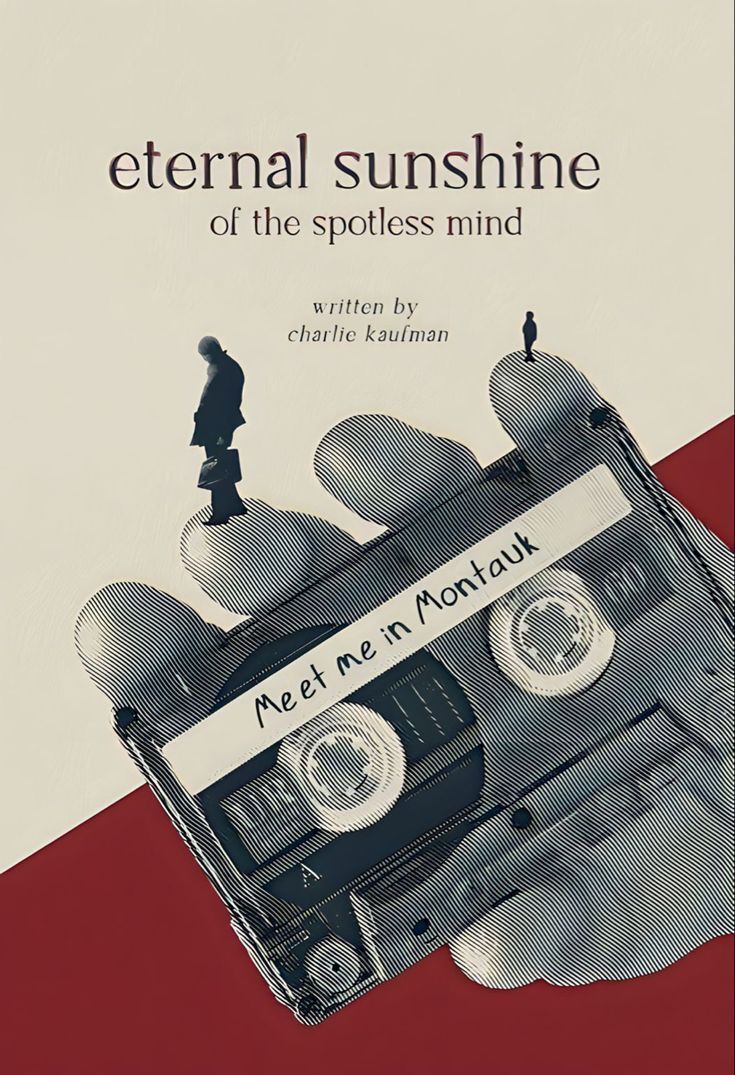 eternal sunshine
of the spotless mind
written by
charlie kaufman
Meet me in Montauk
A